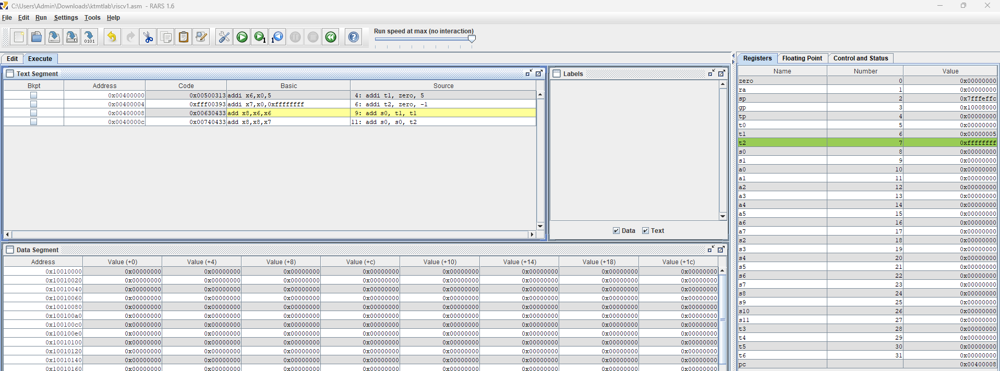 C:\Users\Admin\Downloads\ktmtlab\riscv1.asm - RARS 1.6
File Edit Run Settings Tools Help
Run speed at max (no interaction)
Edit Execute
Text Segment
Bkpt Address Code Basic Source
0x00400000 0x00500313 addi x6,x0,5 4: addi t1, zero, 5
0x00400004 0xfff00393 addi x7,x0,0xffffffff 6: addi t2, zero, -1
0x00400008 0x00630433 add x8,x6,x6 9: add s0, t1, t1
0x0040000c 0x00740433 add x8,x8,x7 11: add s0, s0, t2
Labels
Data Text
Data Segment
Address Value (+0) Value (+4) Value (+8) Value (+c) Value (+10) Value (+14) Value (+18) Value (+1c)
0x10010000 0x00000000 0x00000000 0x00000000 0x00000000 0x00000000 0x00000000 0x00000000 0x00000000
0x10010020 0x00000000 0x00000000 0x00000000 0x00000000 0x00000000 0x00000000 0x00000000 0x00000000
0x10010040 0x00000000 0x00000000 0x00000000 0x00000000 0x00000000 0x00000000 0x00000000 0x00000000
0x10010060 0x00000000 0x00000000 0x00000000 0x00000000 0x00000000 0x00000000 0x00000000 0x00000000
0x10010080 0x00000000 0x00000000 0x00000000 0x00000000 0x00000000 0x00000000 0x00000000 0x00000000
0x100100a0 0x00000000 0x00000000 0x00000000 0x00000000 0x00000000 0x00000000 0x00000000 0x00000000
0x100100c0 0x00000000 0x00000000 0x00000000 0x00000000 0x00000000 0x00000000 0x00000000 0x00000000
0x100100e0 0x00000000 0x00000000 0x00000000 0x00000000 0x00000000 0x00000000 0x00000000 0x00000000
0x10010100 0x00000000 0x00000000 0x00000000 0x00000000 0x00000000 0x00000000 0x00000000 0x00000000
0x10010120 0x00000000 0x00000000 0x00000000 0x00000000 0x00000000 0x00000000 0x00000000 0x00000000
0x10010140 0x00000000 0x00000000 0x00000000 0x00000000 0x00000000 0x00000000 0x00000000 0x00000000
0x10010160 0x00000000 0x00000000 0x00000000 0x00000000 0x00000000 0x00000000 0x00000000 0x00000000
Registers Floating Point Control and Status
Name Number Value
zero 0 0x00000000
ra 1 0x00000000
sp 2 0x7fffeffc
gp 3 0x10008000
tp 4 0x00000000
t0 5 0x00000000
t1 6 0x00000005
t2 7 0xffffffff
s0 8 0x00000000
s1 9 0x00000000
a0 10 0x00000000
a1 11 0x00000000
a2 12 0x00000000
a3 13 0x00000000
a4 14 0x00000000
a5 15 0x00000000
a6 16 0x00000000
a7 17 0x00000000
s2 18 0x00000000
s3 19 0x00000000
s4 20 0x00000000
s5 21 0x00000000
s6 22 0x00000000
s7 23 0x00000000
s8 24 0x00000000
s9 25 0x00000000
s10 26 0x00000000
s11 27 0x00000000
t3 28 0x00000000
t4 29 0x00000000
t5 30 0x00000000
t6 31 0x00000000
pc 0x00400008